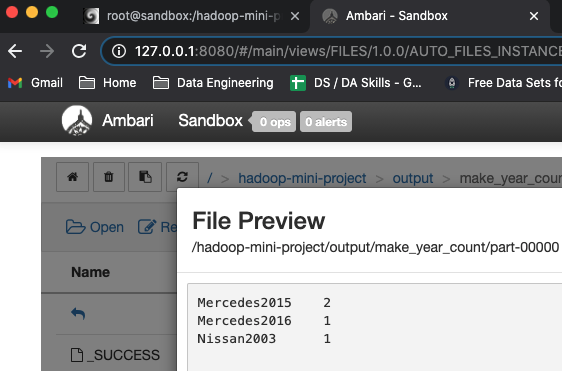 root@sandbox:/hadoop-mini-p
Ambari - Sandbox
127.0.0.1:8080/#/main/views/FILES/1.0.0/AUTO_FILES_INSTANCE
Gmail Home Data Engineering DS / DA Skills - G... Free Data Sets fo
Ambari Sandbox 0 ops 0 alerts
/ > hadoop-mini-project > output > make_year_coun
Open Re
File Preview
/hadoop-mini-project/output/make_year_count/part-00000
Name
Mercedes2015 2
Mercedes2016 1
Nissan2003 1
_SUCCESS